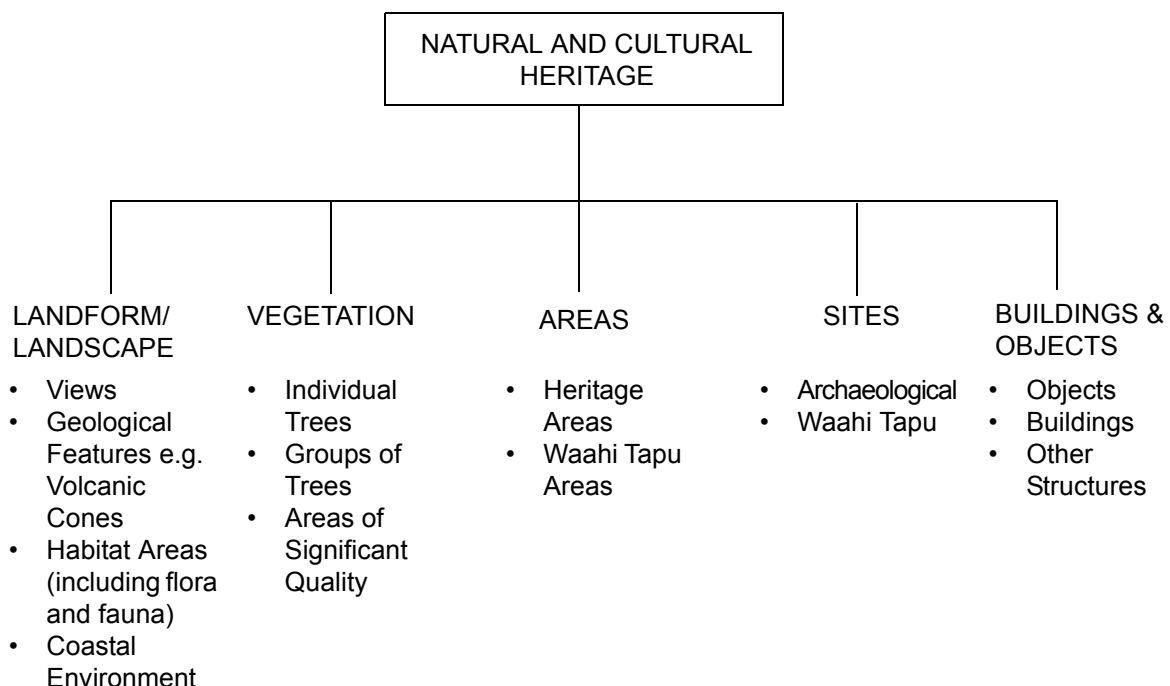 NATURAL AND CULTURAL
HERITAGE
LANDFORM/
LANDSCAPE
• Views
• Geological
Features e.g.
Volcanic
Cones
• Habitat Areas
(including flora
and fauna)
• Coastal
Environment
VEGETATION
• Individual
Trees
• Groups of
Trees
• Areas of
Significant
Quality
AREAS
• Heritage
Areas
• Waahi Tapu
Areas
SITES
• Archaeological
• Waahi Tapu
BUILDINGS &
OBJECTS
• Objects
• Buildings
• Other
Structures